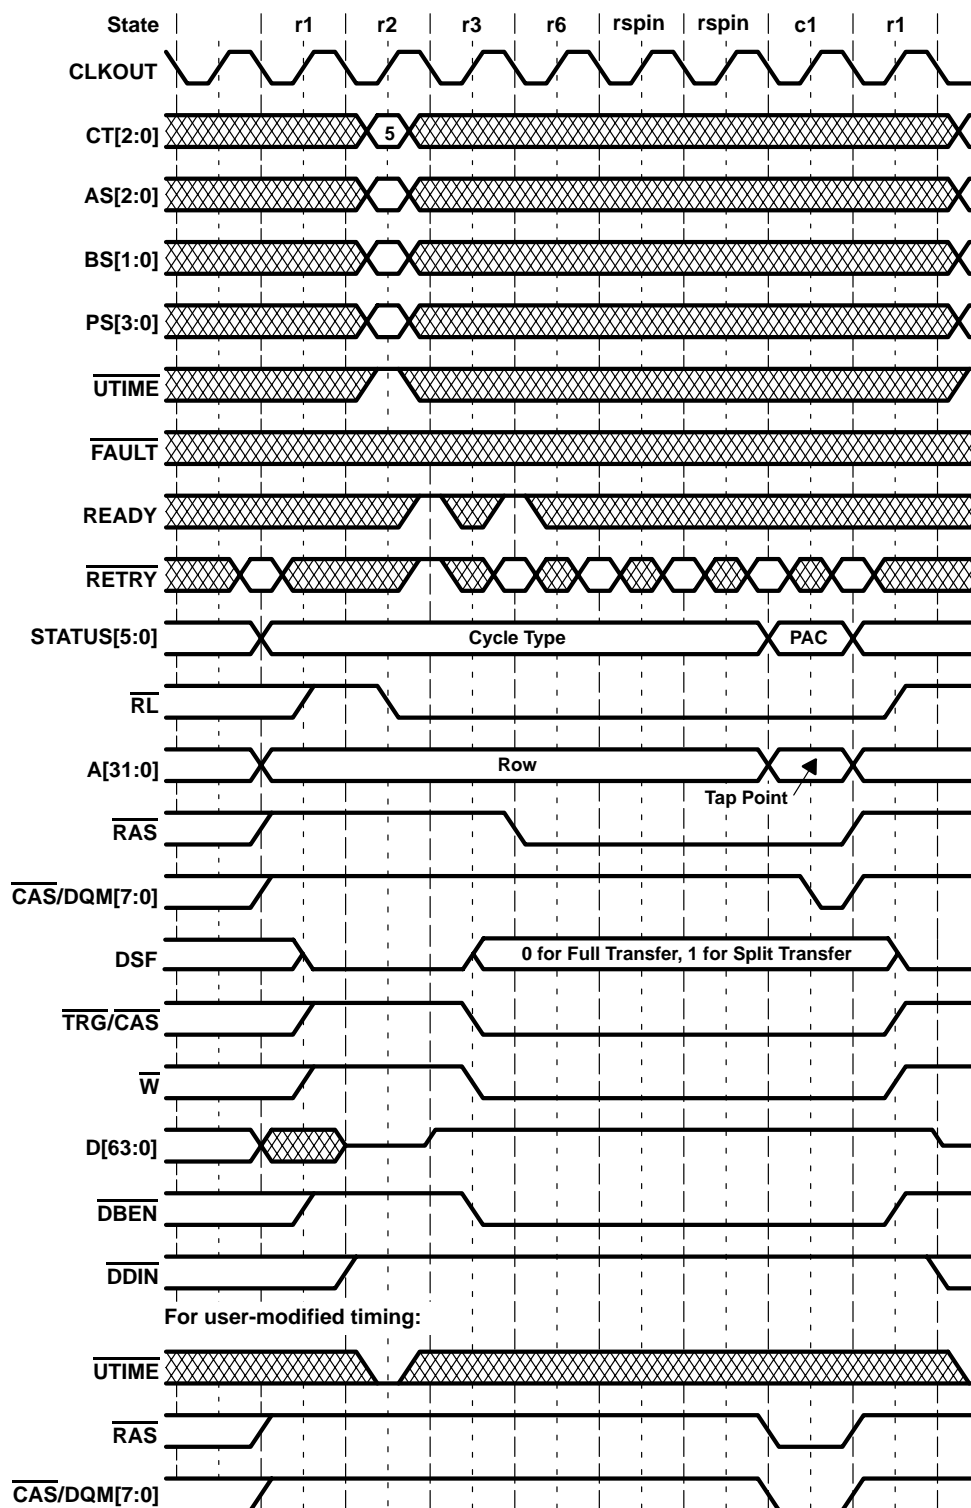 State r1 r2 r3 r6 rspin rspin c1 r1
CLKOUT
CT[2:0] 5
AS[2:0]
BS[1:0]
PS[3:0]
UTIME
FAULT
READY
RETRY
STATUS[5:0] Cycle Type PAC
RL
A[31:0] Row
Tap Point
RAS
CAS/DQM[7:0]
DSF 0 for Full Transfer, 1 for Split Transfer
TRG/CAS
W
D[63:0]
DBEN
DDIN
For user-modified timing:
UTIME
RAS
CAS/DQM[7:0]